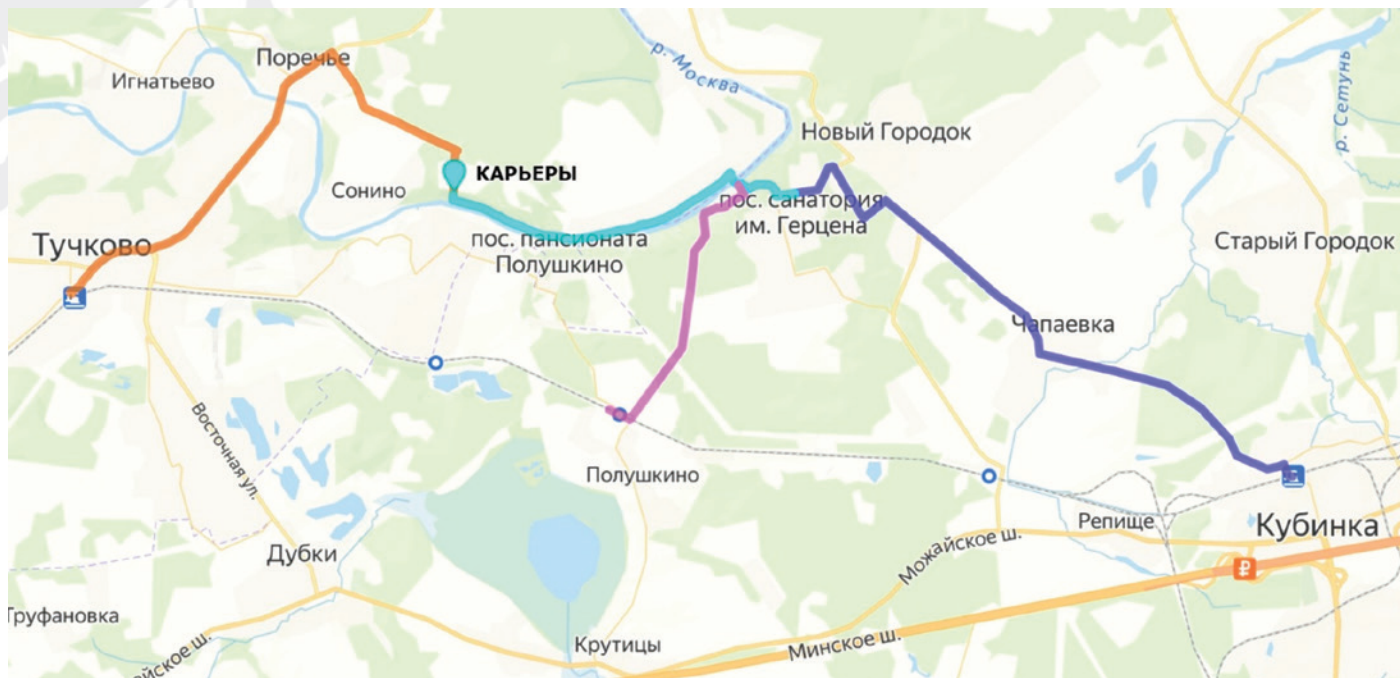 Поречье
Игнатьево
р. Москва
р. Сетунь
Новый Городок
КАРЬЕРЫ
Сонино
пос. санатория
им. Герцена
Тучково
пос. пансионата
Полушкино
Старый Городок
Чапаевка
Восточная ул.
Полушкино
Репище
Кубинка
Дубки
Можайское ш.
₽
Труфановка
Крутицы
Минское ш.
айское ш.